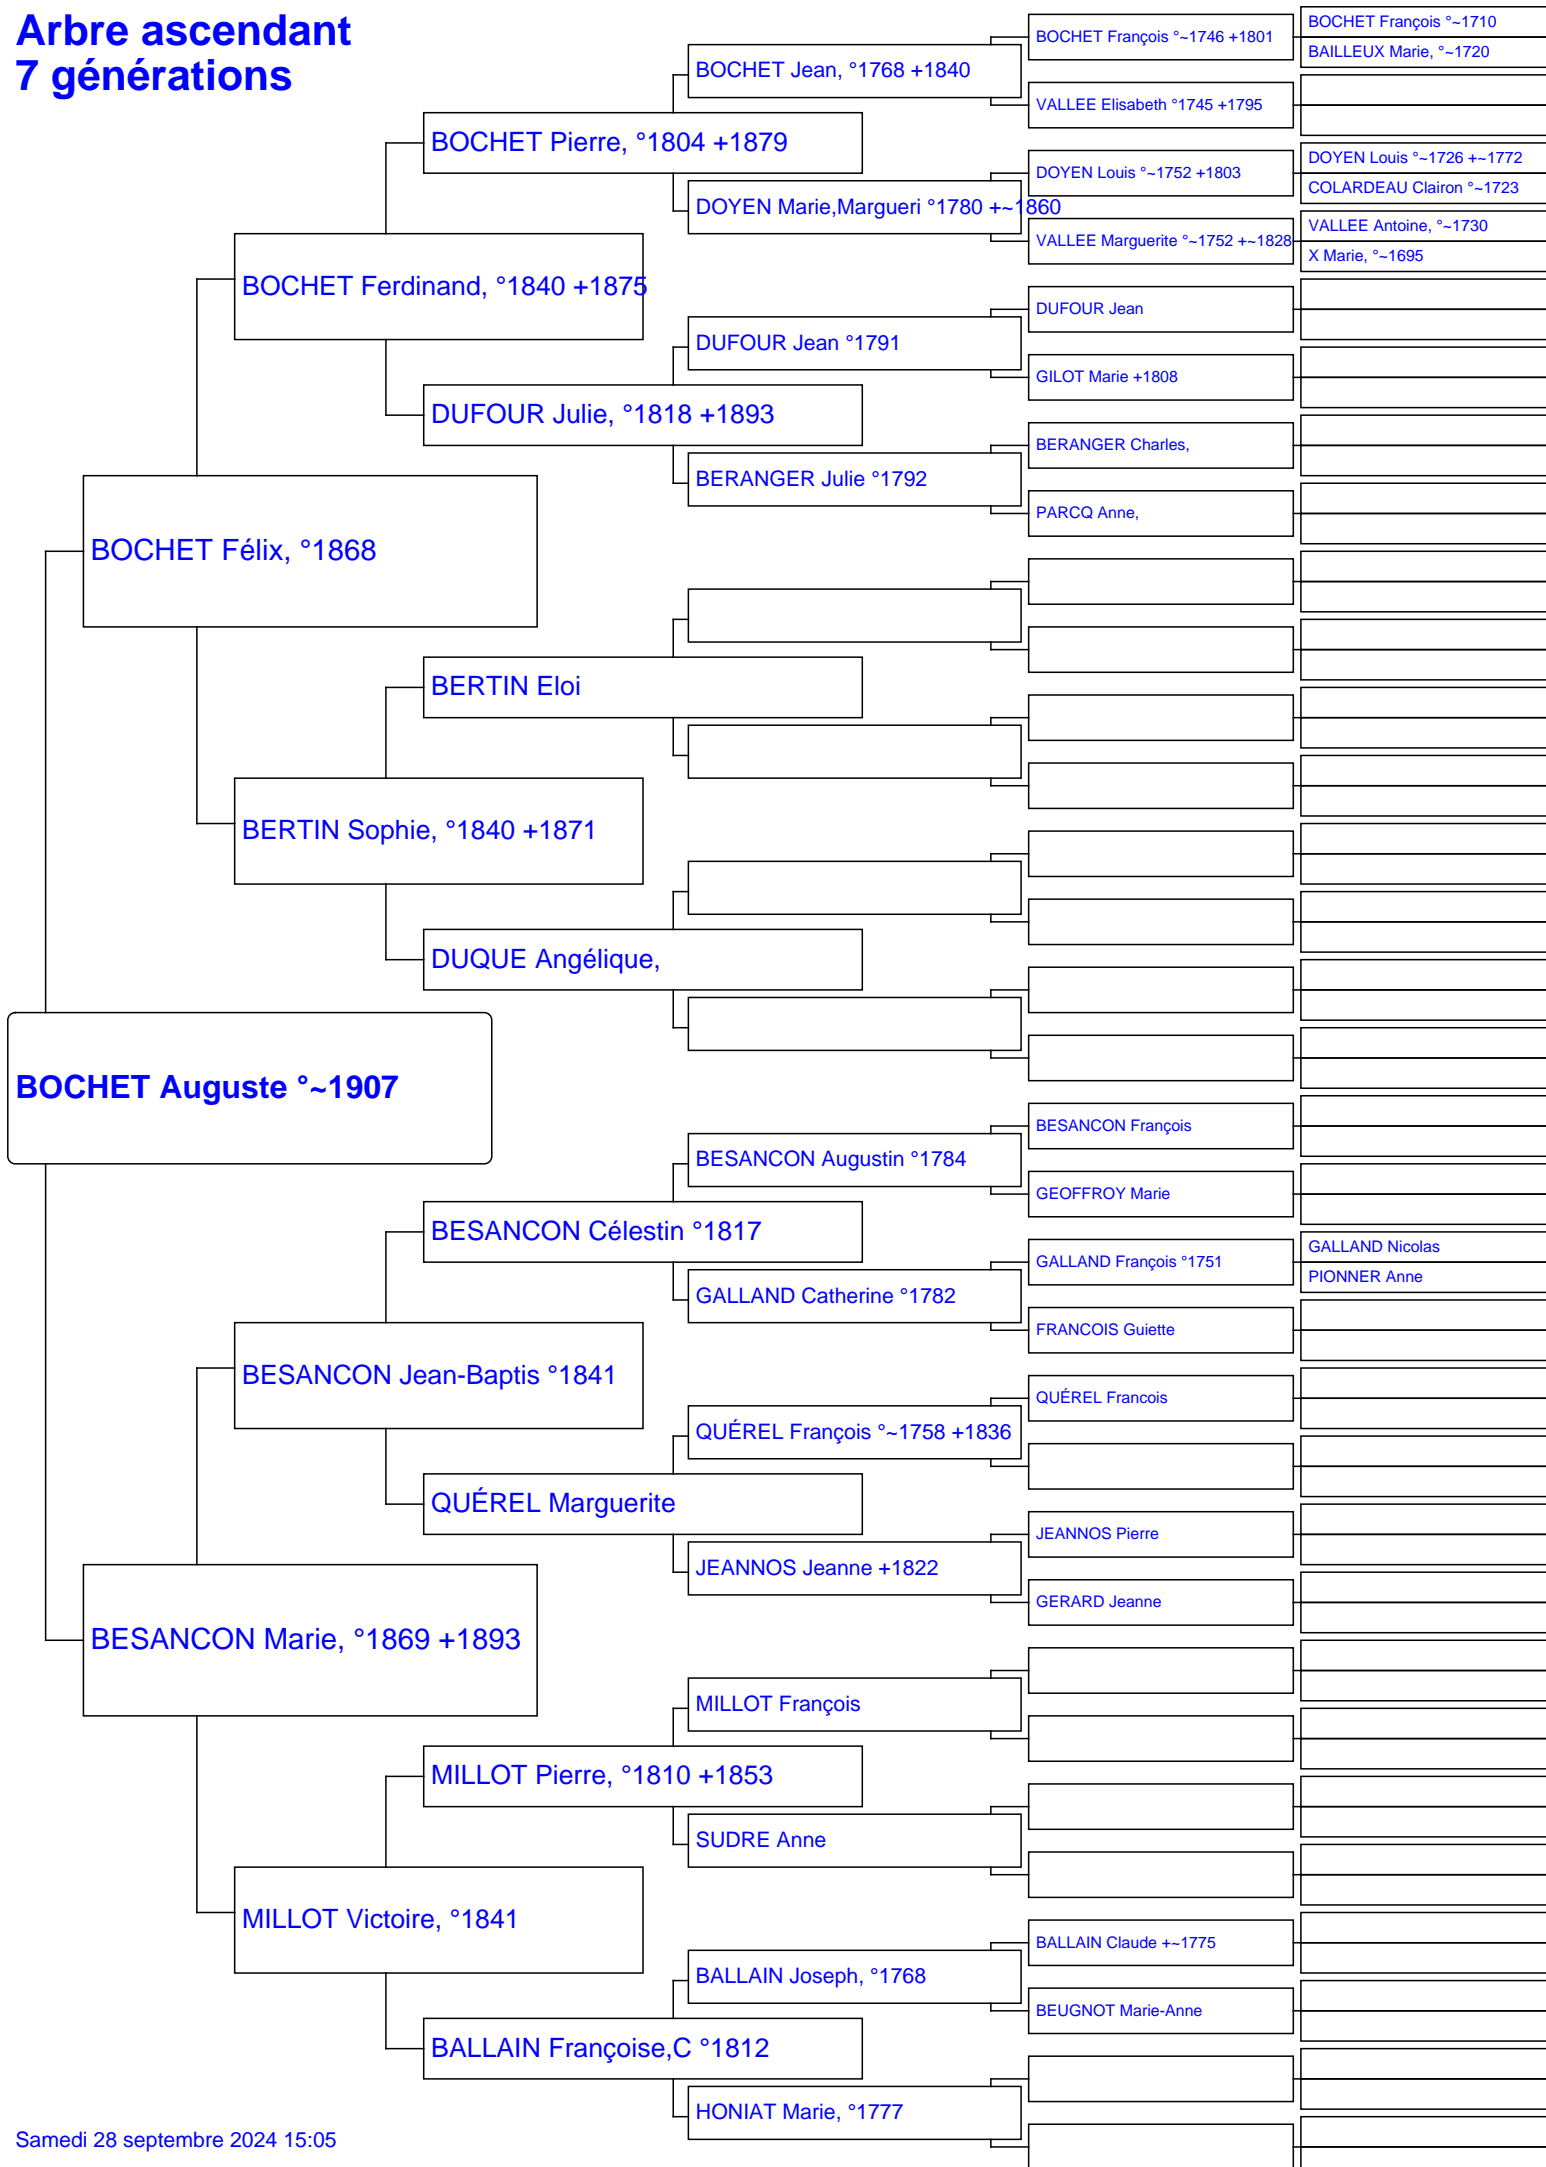 Arbre ascendant
7 générations
BOCHET François °~1710
BOCHET François °~1746 +1801
BAILLEUX Marie, °~1720
BOCHET Jean, °1768 +1840
VALLEE Elisabeth °1745 +1795
BOCHET Pierre, °1804 +1879
DOYEN Louis °~1726 +~1772
DOYEN Louis °~1752 +1803
COLARDEAU Clairon °~1723
DOYEN Marie,Margueri °1780 +~1860
VALLEE Antoine, °~1730
VALLEE Marguerite °~1752 +~1828
X Marie, °~1695
BOCHET Ferdinand, °1840 +1875
DUFOUR Jean
DUFOUR Jean °1791
GILOT Marie +1808
DUFOUR Julie, °1818 +1893
BERANGER Charles,
BERANGER Julie °1792
PARCQ Anne,
BOCHET Félix, °1868
BERTIN Eloi
BERTIN Sophie, °1840 +1871
DUQUE Angélique,
BOCHET Auguste °~1907
BESANCON François
BESANCON Augustin °1784
GEOFFROY Marie
BESANCON Célestin °1817
GALLAND Nicolas
GALLAND François °1751
PIONNER Anne
GALLAND Catherine °1782
FRANCOIS Guiette
BESANCON Jean-Baptis °1841
QUÉREL Francois
QUÉREL François °~1758 +1836
QUÉREL Marguerite
JEANNOS Pierre
JEANNOS Jeanne +1822
GERARD Jeanne
BESANCON Marie, °1869 +1893
MILLOT François
MILLOT Pierre, °1810 +1853
SUDRE Anne
MILLOT Victoire, °1841
BALLAIN Claude +~1775
BALLAIN Joseph, °1768
BEUGNOT Marie-Anne
BALLAIN Françoise,C °1812
HONIAT Marie, °1777
Samedi 28 septembre 2024 15:05